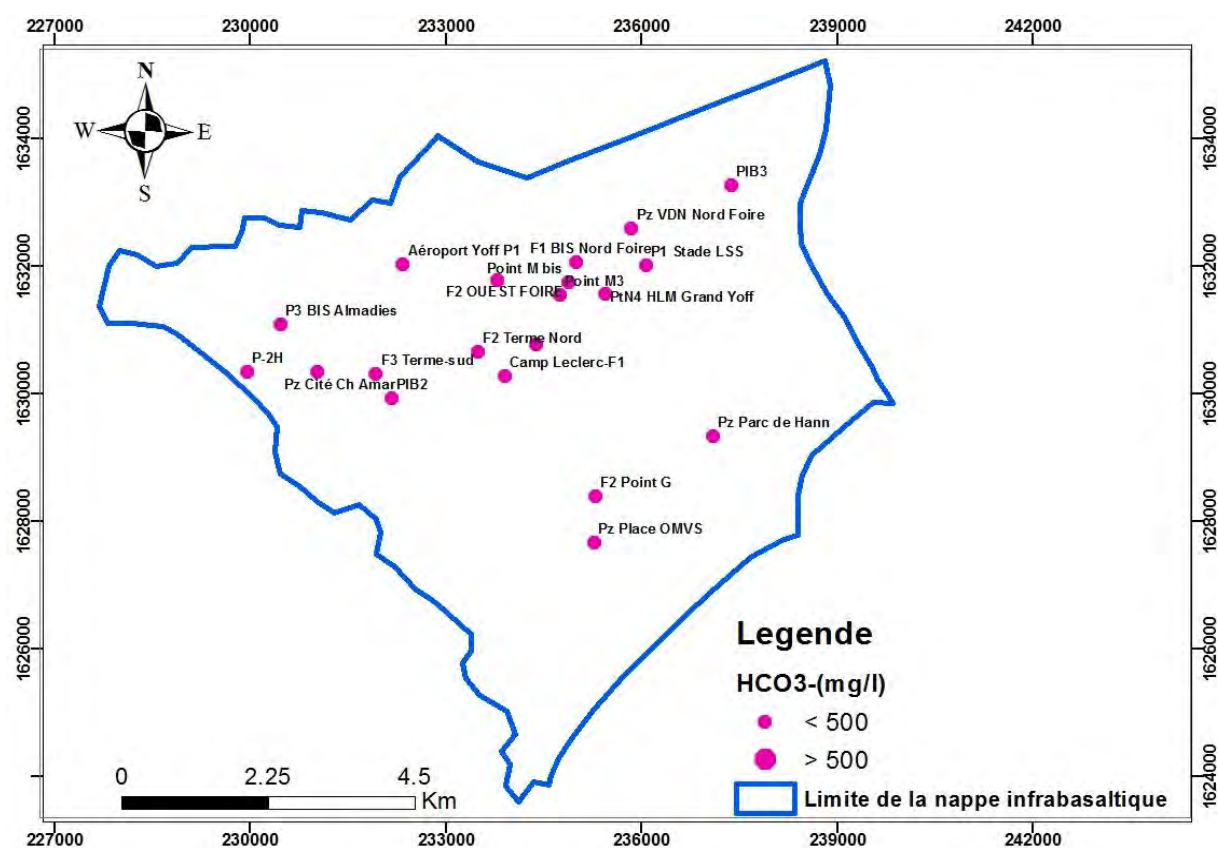 227000 230000 233000 236000 239000 242000
N
W E
S
1634000 1634000
PIB3
Pz VDN Nord Foire
Aéroport Yoff P1 F1 BIS Nord Foire P1 Stade LSS
1632000 1632000
Point M bis Point M3
F2 OUEST FOIRE PtN4 HLM Grand Yoff
P3 BIS Almadies
F2 Terme Nord
P-2H F3 Terme-sud Camp Leclerc-F1
Pz Cité Ch Amar PIB2
1630000 1630000
Pz Parc de Hann
F2 Point G
1628000 1628000
Pz Place OMVS
Legende
1626000 1626000
HCO3-(mg/l)
< 500
> 500
Limite de la nappe infrabasaltique
1624000 1624000
0 2.25 4.5
Km
227000 230000 233000 236000 239000 242000